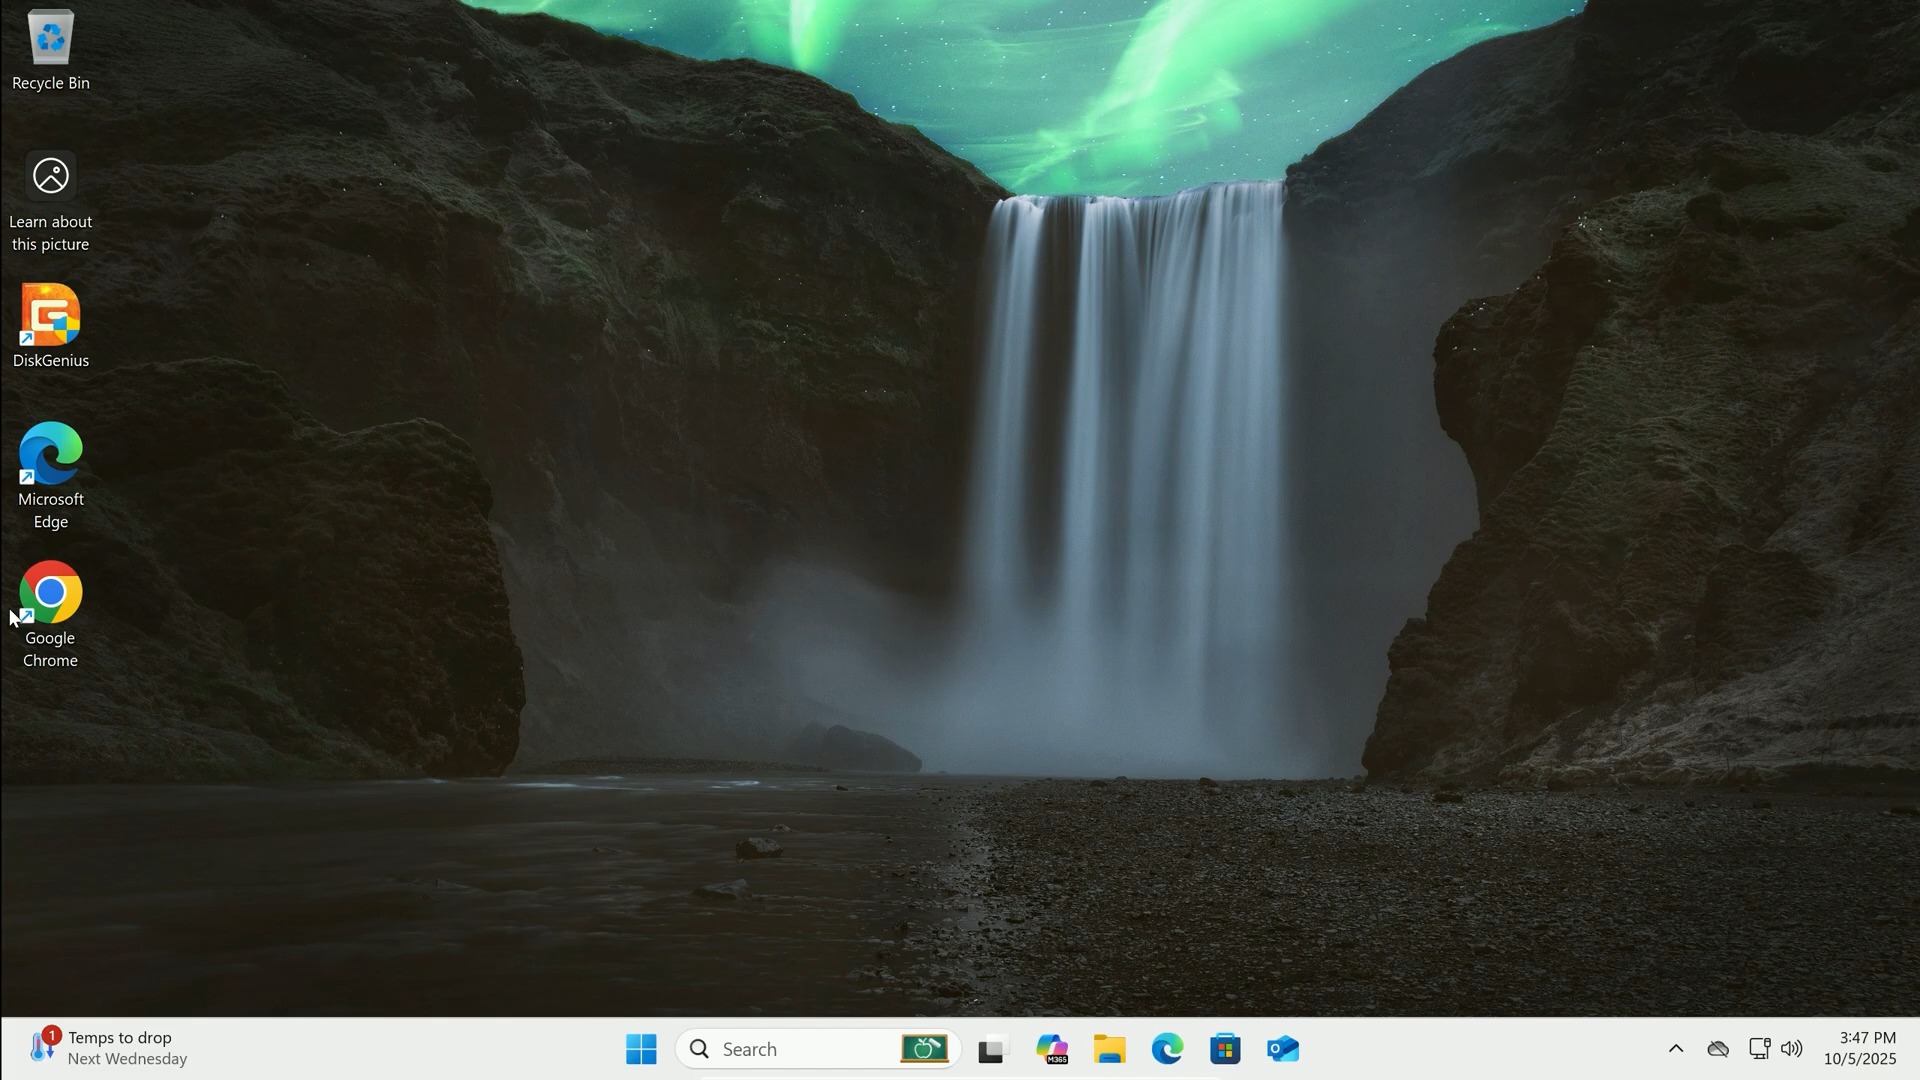 Recycle Bin
Learn about
this picture
DiskGenius
Microsoft
Edge
Google
Chrome
1
Temps to drop
Next Wednesday
Search
M365
3:47 PM
10/5/2025